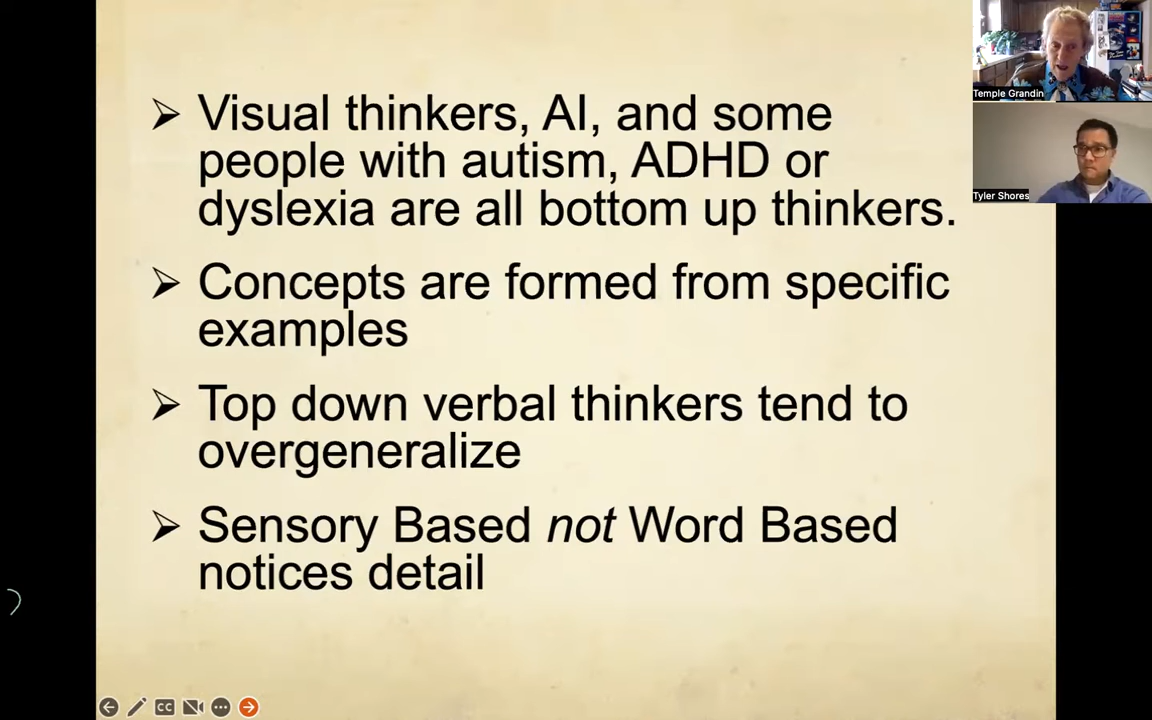 Visual thinkers, AI, and some
people with autism, ADHD or
dyslexia are all bottom up thinkers.
Concepts are formed from specific
examples
Top down verbal thinkers tend to
overgeneralize
Sensory Based not Word Based
notices detail
Temple Grandin
Tyler Shores
CC